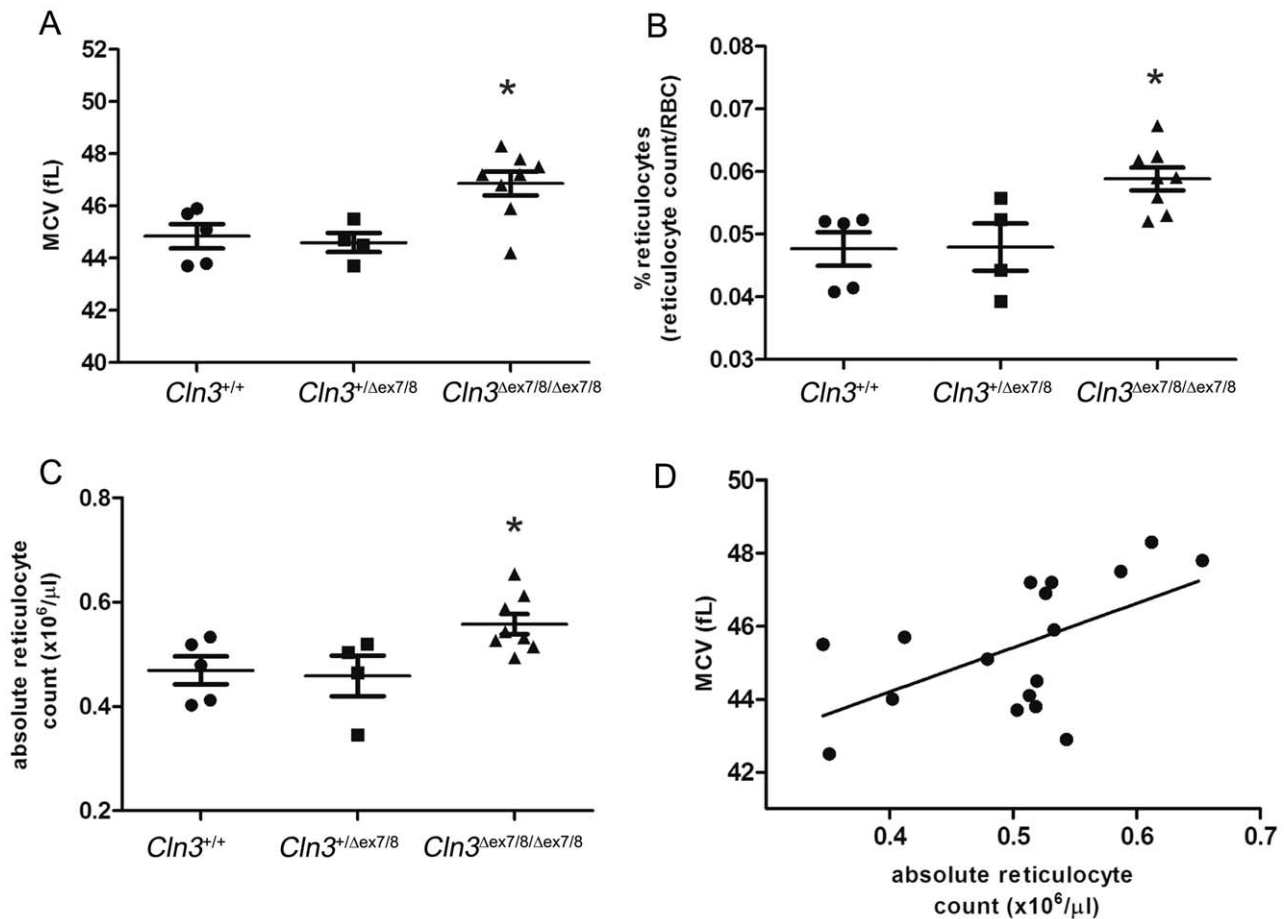 A
MCV (fL)
52
50
48
46
44
42
40
*
Cln3+/+
Cln3+/Δex7/8
Cln3Δex7/8/Δex7/8
B
% reticulocytes
(reticulocyte count/RBC)
0.08
0.07
0.06
0.05
0.04
0.03
*
Cln3+/+
Cln3+/Δex7/8
Cln3Δex7/8/Δex7/8
C
absolute reticulocyte
count (x10⁶/μl)
0.8
0.6
0.4
0.2
*
Cln3+/+
Cln3+/Δex7/8
Cln3Δex7/8/Δex7/8
D
MCV (fL)
50
48
46
44
42
0.4
0.5
0.6
0.7
absolute reticulocyte
count (x10⁶/μl)